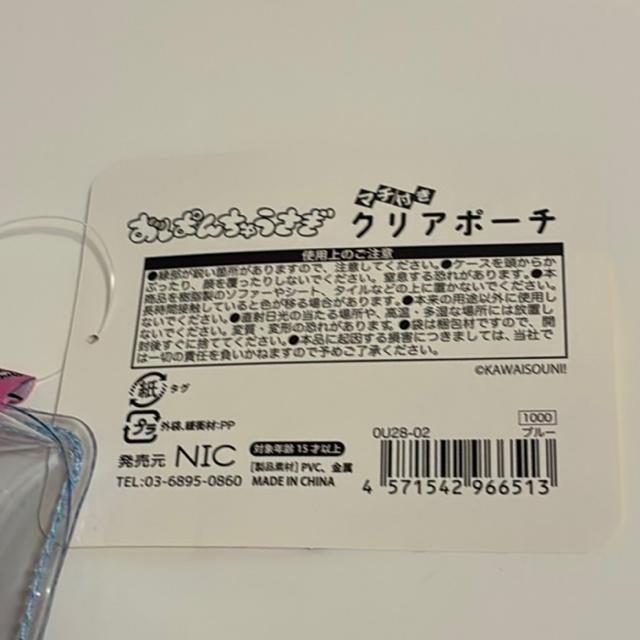 マチ付き
おぱんちゅうさぎ クリアポーチ
使用上のご注意
●縁部が鋭い箇所がありますので、注意してください。●ケースを頭からか
ぶったり、顔を覆ったりしないでください。窒息する恐れがあります。●本
商品を樹脂製のソファーやシート、タイルなどの上に置かないでください。
長時間接触していると色が移る場合があります。●本来の用途以外に使用し
ないでください。●直射日光の当たる場所や、高温・多湿な場所には放置し
ないでください。変質・変形の恐れがあります。●袋は梱包材ですので、開
封後すぐに捨ててください。●本品に起因する損害につきましては、当社で
は一切の責任を負いかねますので予めご了承ください。
©KAWAISOUNI!
紙 タグ
プラ 外袋、緩衝材:PP
発売元 NIC
TEL:03-6895-0860
対象年齢15才以上
[製品素材] PVC、金属
MADE IN CHINA
1000
OU28-02 ブルー
4 571542 966513